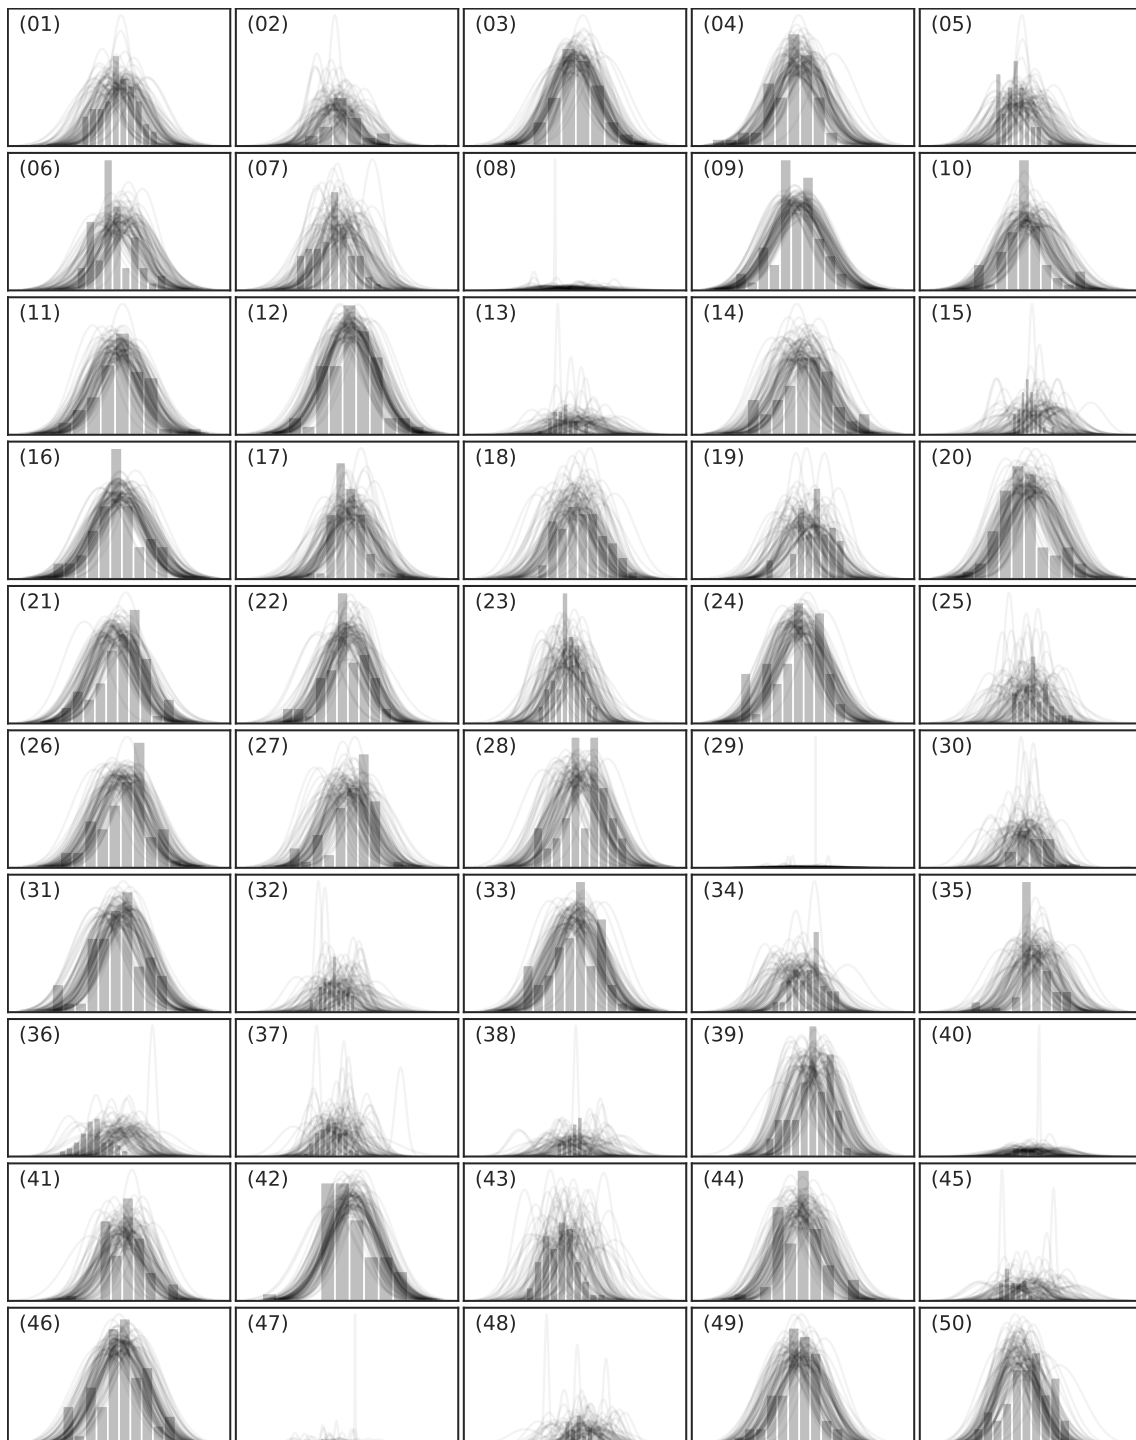 (01) (02) (03) (04) (05)
(06) (07) (08) (09) (10)
(11) (12) (13) (14) (15)
(16) (17) (18) (19) (20)
(21) (22) (23) (24) (25)
(26) (27) (28) (29) (30)
(31) (32) (33) (34) (35)
(36) (37) (38) (39) (40)
(41) (42) (43) (44) (45)
(46) (47) (48) (49) (50)